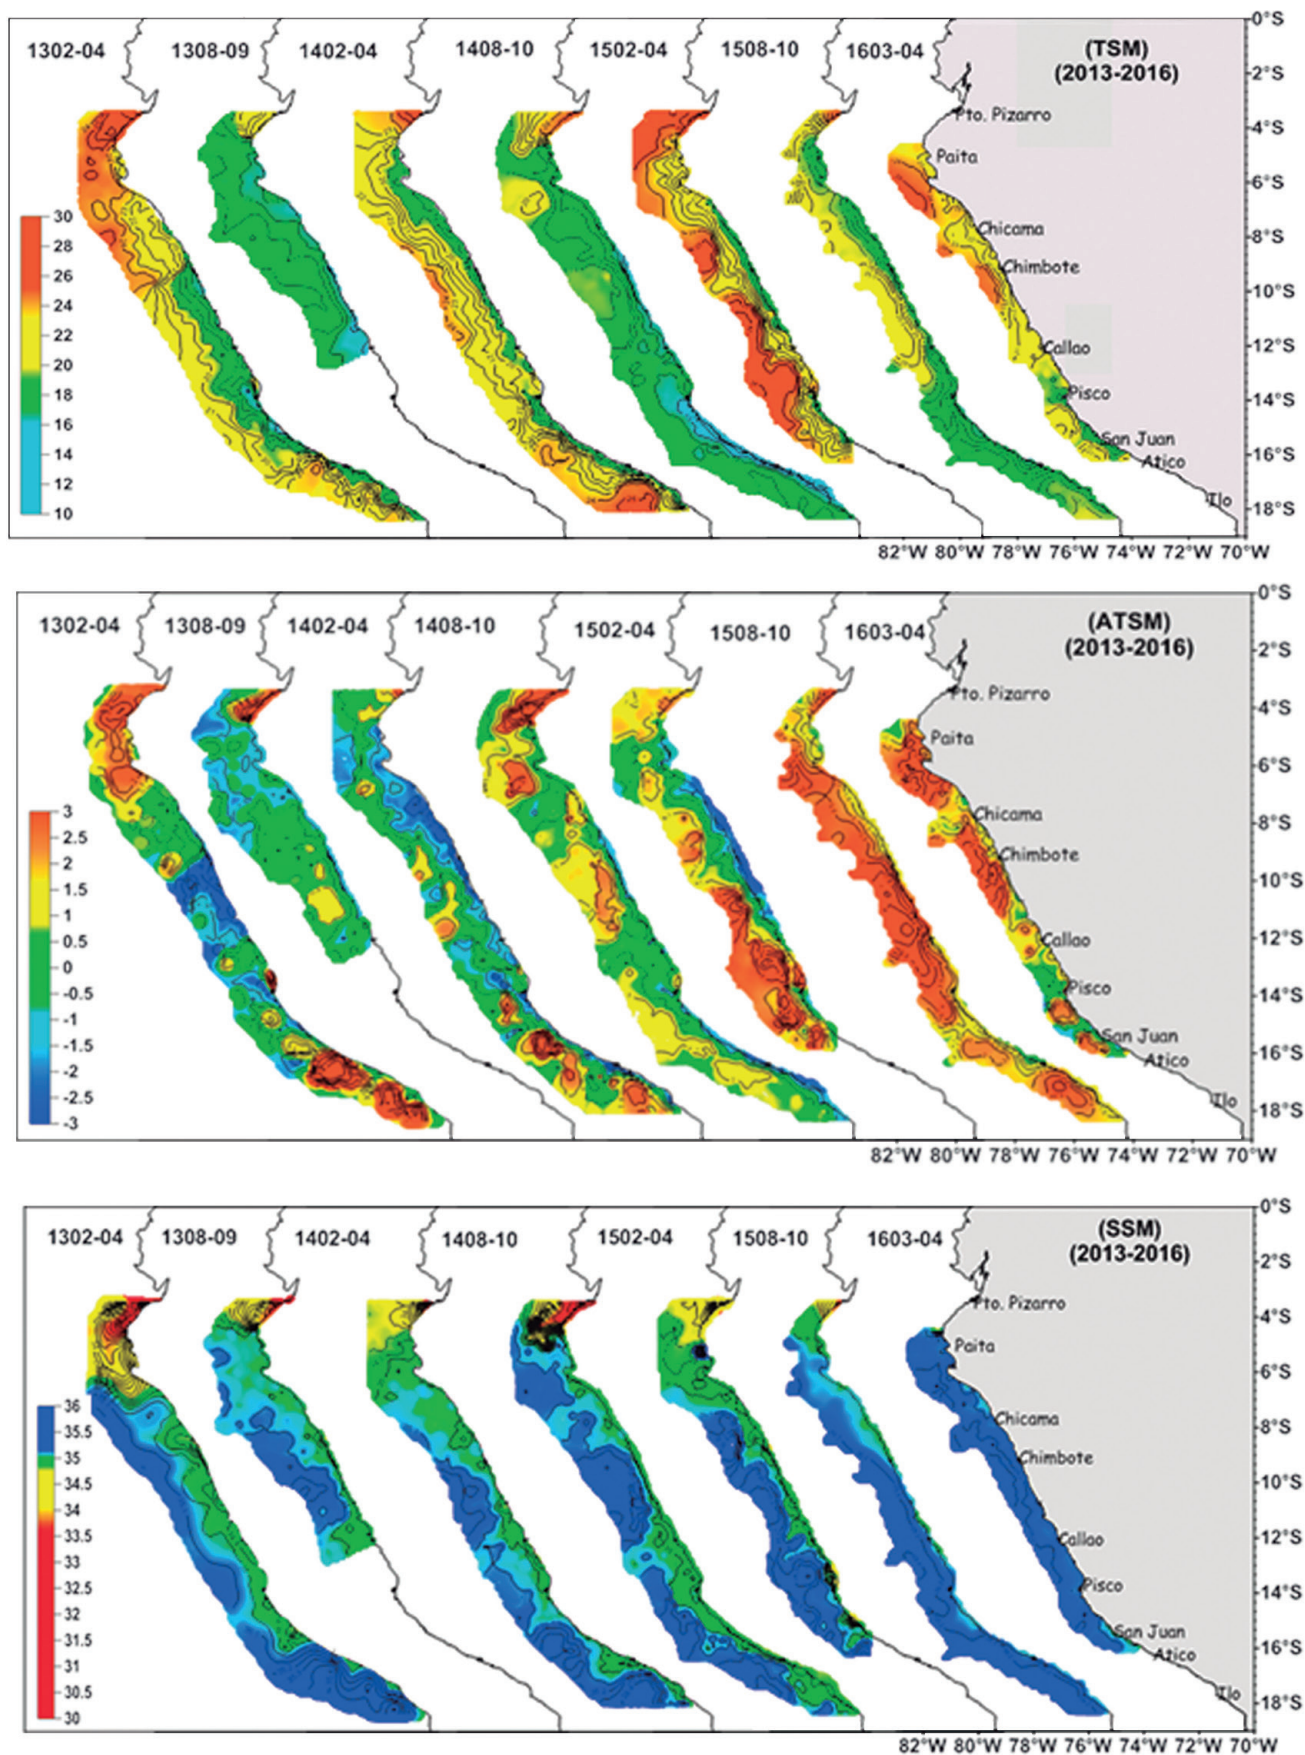 1302-04 1308-09 1402-04 1408-10 1502-04 1508-10 1603-04
(TSM)
(2013-2016)
0°S
2°S
4°S
6°S
8°S
10°S
12°S
14°S
16°S
18°S
Pto. Pizarro
Paita
Chicama
Chimbote
Callao
Pisco
San Juan
Atico
Ilo
30
28
26
24
22
20
18
16
14
12
10
82°W 80°W 78°W 76°W 74°W 72°W 70°W
1302-04 1308-09 1402-04 1408-10 1502-04 1508-10 1603-04
(ATSM)
(2013-2016)
0°S
2°S
4°S
6°S
8°S
10°S
12°S
14°S
16°S
18°S
Pto. Pizarro
Paita
Chicama
Chimbote
Callao
Pisco
San Juan
Atico
Ilo
3
2.5
2
1.5
1
0.5
0
-0.5
-1
-1.5
-2
-2.5
-3
82°W 80°W 78°W 76°W 74°W 72°W 70°W
1302-04 1308-09 1402-04 1408-10 1502-04 1508-10 1603-04
(SSM)
(2013-2016)
0°S
2°S
4°S
6°S
8°S
10°S
12°S
14°S
16°S
18°S
Pto. Pizarro
Paita
Chicama
Chimbote
Callao
Pisco
San Juan
Atico
Ilo
36
35.5
35
34.5
34
33.5
33
32.5
32
31.5
31
30.5
30
82°W 80°W 78°W 76°W 74°W 72°W 70°W